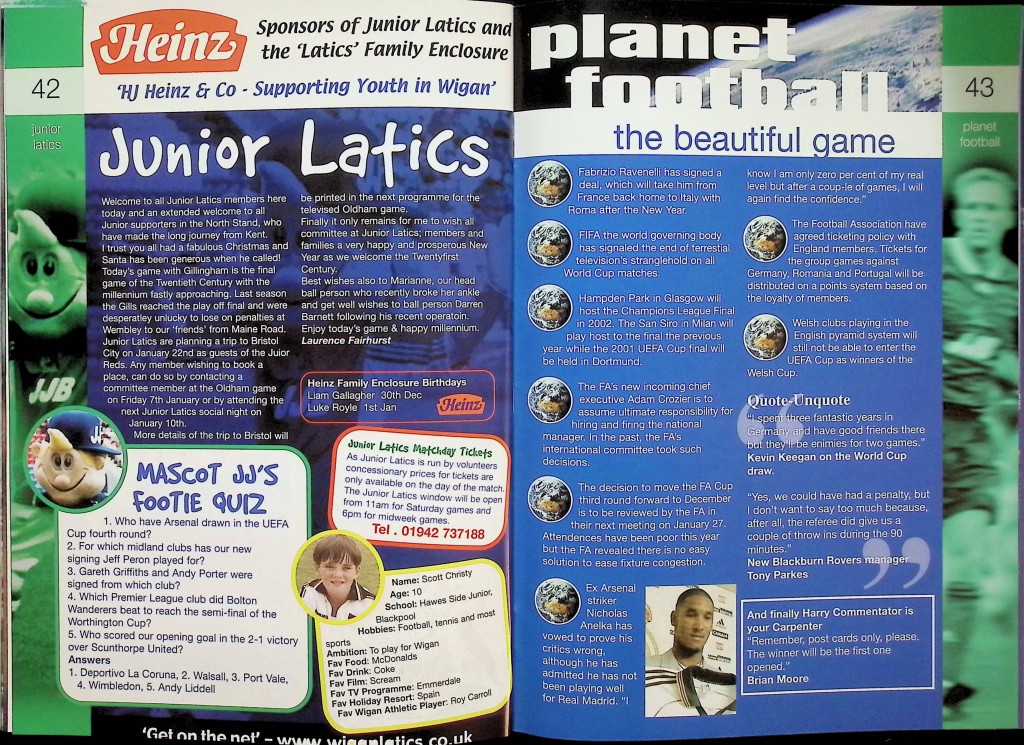 42
junior
latics
Heinz
Sponsors of Junior Latics and
the ‘Latics’ Family Enclosure
‘HJ Heinz & Co - Supporting Youth in Wigan’
Junior Latics
Welcome to all Junior Latics members here
today and an extended welcome to all
Junior supporters in the North Stand, who
have made the long journey from Kent.
I trust you all had a fabulous Christmas and
Santa has been generous when he called!
Today's game with Gillingham is the final
game of the Twentieth Century with the
millennium fastly approaching. Last season
the Gills reached the play off final and were
desperatley unlucky to lose on penalties at
Wembley to our 'friends' from Maine Road.
Junior Latics are planning a trip to Bristol
City on January 22nd as guests of the Juior
Reds. Any member wishing to book a
place, can do so by contacting a
committee member at the Oldham game
on Friday 7th January or by attending the
next Junior Latics social night on
January 10th.
More details of the trip to Bristol will
be printed in the next programme for the
televised Oldham game.
Finally it only remains for me to wish all
committee at Junior Latics; members and
families a very happy and prosperous New
Year as we welcome the Twentyfirst
Century.
Best wishes also to Marianne, our head
ball person who recently broke her ankle
and get well wishes to ball person Darren
Barnett following his recent operatoin.
Enjoy today's game & happy millennium.
Laurence Fairhurst
Heinz Family Enclosure Birthdays
Liam Gallagher 30th Dec
Luke Royle 1st Jan
Heinz
JJB
Mascot JJ's
Footie Quiz
1. Who have Arsenal drawn in the UEFA
Cup fourth round?
2. For which midland clubs has our new
signing Jeff Peron played for?
3. Gareth Griffiths and Andy Porter were
signed from which club?
4. Which Premier League club did Bolton
Wanderers beat to reach the semi-final of the
Worthington Cup?
5. Who scored our opening goal in the 2-1 victory
over Scunthorpe United?
Answers
1. Deportivo La Coruna, 2. Walsall, 3. Port Vale,
4. Wimbledon, 5. Andy Liddell
Junior Latics Matchday Tickets
As Junior Latics is run by volunteers
concessionary prices for tickets are
only available on the day of the match.
The Junior Latics window will be open
from 11am for Saturday games and
6pm for midweek games.
Tel . 01942 737188
Name: Scott Christy
Age: 10
School: Hawes Side Junior,
Blackpool
Hobbies: Football, tennis and most
sports
Ambition: To play for Wigan
Fav Food: McDonalds
Fav Drink: Coke
Fav Film: Scream
Fav TV Programme: Emmerdale
Fav Holiday Resort: Spain
Fav Wigan Athletic Player: Roy Carroll
‘Get on the net’ – www.wiganlatics.co.uk
planet
football
the beautiful game
43
planet
football
Fabrizio Ravenelli has signed a
deal, which will take him from
France back home to Italy with
Roma after the New Year.
FIFA the world governing body
has signaled the end of terrestial
television's stranglehold on all
World Cup matches.
Hampden Park in Glasgow will
host the Champions League Final
in 2002. The San Siro in Milan will
play host to the final the previous
year while the 2001 UEFA Cup final will
be held in Dortmund.
The FA's new incoming chief
executive Adam Crozier is to
assume ultimate responsibility for
hiring and firing the national
manager. In the past, the FA's
international committee took such
decisions.
The decision to move the FA Cup
third round forward to December
is to be reviewed by the FA in
their next meeting on January 27.
Attendences have been poor this year
but the FA revealed there is no easy
solution to ease fixture congestion.
Ex Arsenal
striker
Nicholas
Anelka has
vowed to prove his
critics wrong,
although he has
admitted he has not
been playing well
for Real Madrid. "I
know I am only zero per cent of my real
level but after a coup-le of games, I will
again find the confidence."
The Football Association have
agreed ticketing policy with
England members. Tickets for
the group games against
Germany, Romania and Portugal will be
distributed on a points system based on
the loyalty of members.
Welsh clubs playing in the
English pyramid system will
still not be able to enter the
UEFA Cup as winners of the
Welsh Cup.
Quote-Unquote
"I spent three fantastic years in
Germany and have good friends there
but they'll be enimies for two games."
Kevin Keegan on the World Cup
draw.
"Yes, we could have had a penalty, but
I don't want to say too much because,
after all, the referee did give us a
couple of throw ins during the 90
minutes."
New Blackburn Rovers manager
Tony Parkes
And finally Harry Commentator is
your Carpenter
"Remember, post cards only, please.
The winner will be the first one
opened."
Brian Moore